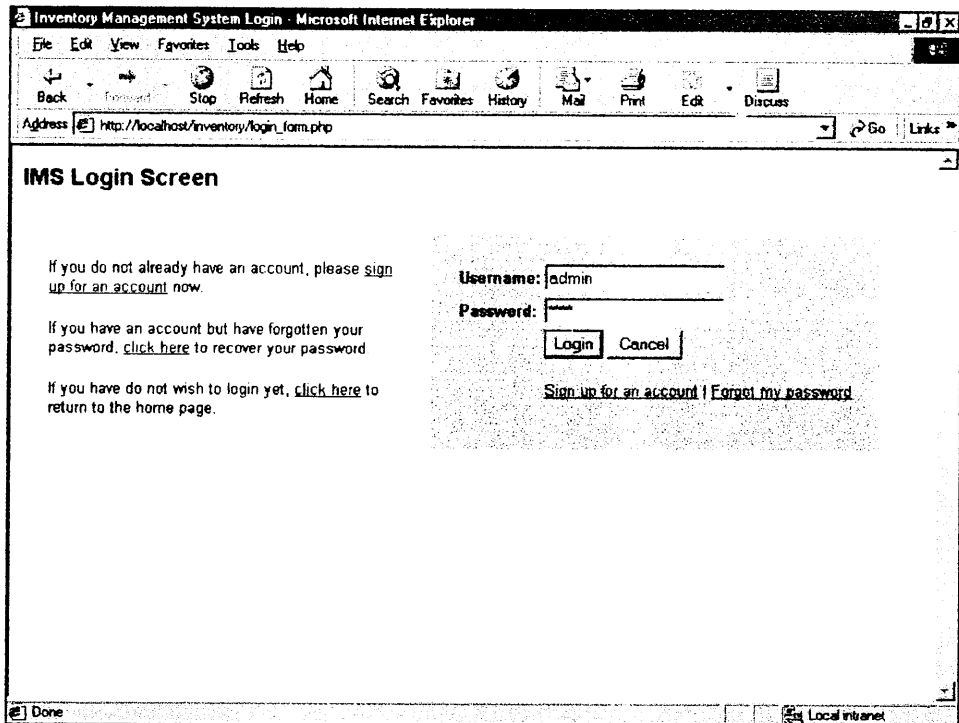 Inventory Management System Login - Microsoft Internet Explorer
File Edit View Favorites Tools Help
Back Forward Stop Refresh Home Search Favorites History Mail Print Edit Discuss
Address http://localhost/inventory/login_form.php Go Links »
IMS Login Screen
If you do not already have an account, please sign
up for an account now.
If you have an account but have forgotten your
password, click here to recover your password
If you have do not wish to login yet, click here to
return to the home page.
Username: admin
Password: *****
Login Cancel
Sign up for an account | Forgot my password
Done Local intranet